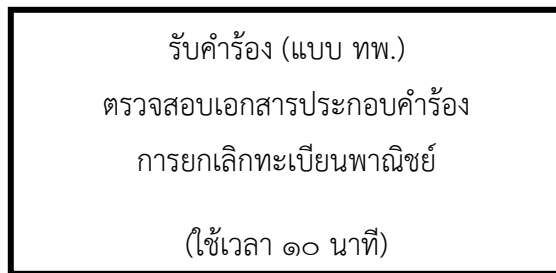 รับคำร้อง (แบบ ทพ.)
ตรวจสอบเอกสารประกอบคำร้อง
การยกเลิกทะเบียนพาณิชย์
(ใช้เวลา ๑๐ นาที)